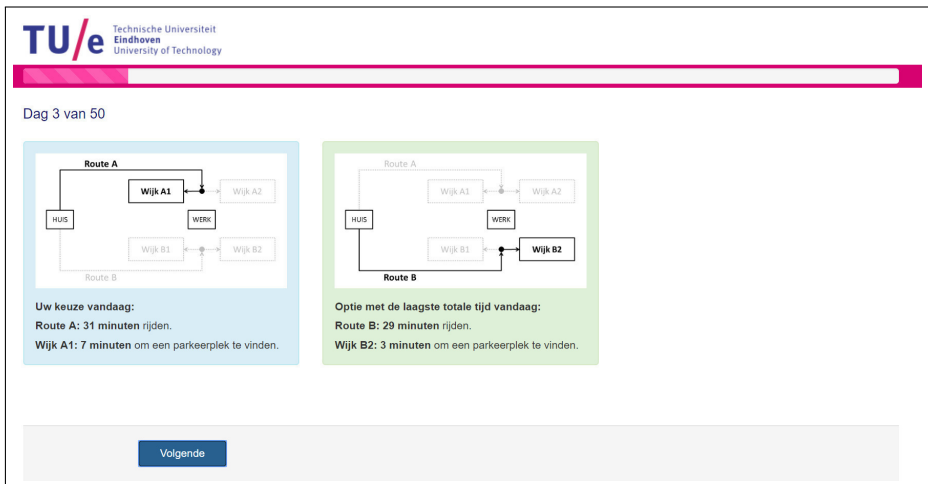 TU/e Technische Universiteit
Eindhoven
University of Technology
Dag 3 van 50
Route A
Wijk A1
Wijk A2
HUIS
WERK
Wijk B1
Wijk B2
Route B
Uw keuze vandaag:
Route A: 31 minuten rijden.
Wijk A1: 7 minuten om een parkeerplek te vinden.
Route A
Wijk A1
Wijk A2
HUIS
WERK
Wijk B1
Wijk B2
Route B
Optie met de laagste totale tijd vandaag:
Route B: 29 minuten rijden.
Wijk B2: 3 minuten om een parkeerplek te vinden.
Volgende